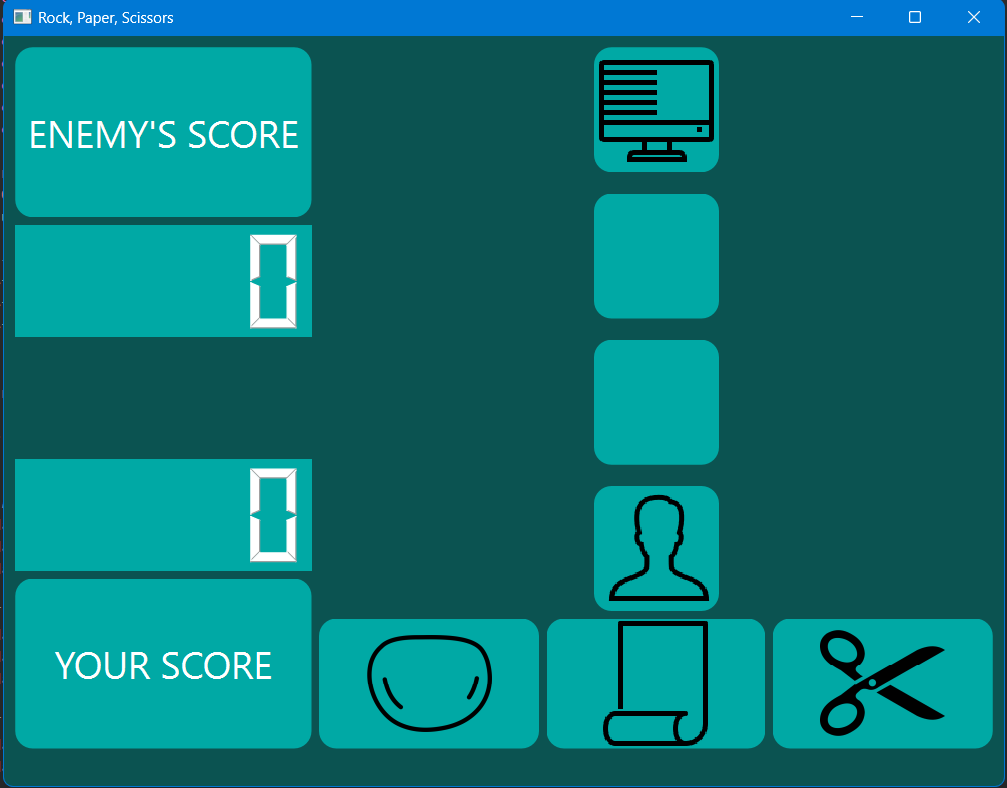 Rock, Paper, Scissors
ENEMY'S SCORE
0
0
YOUR SCORE